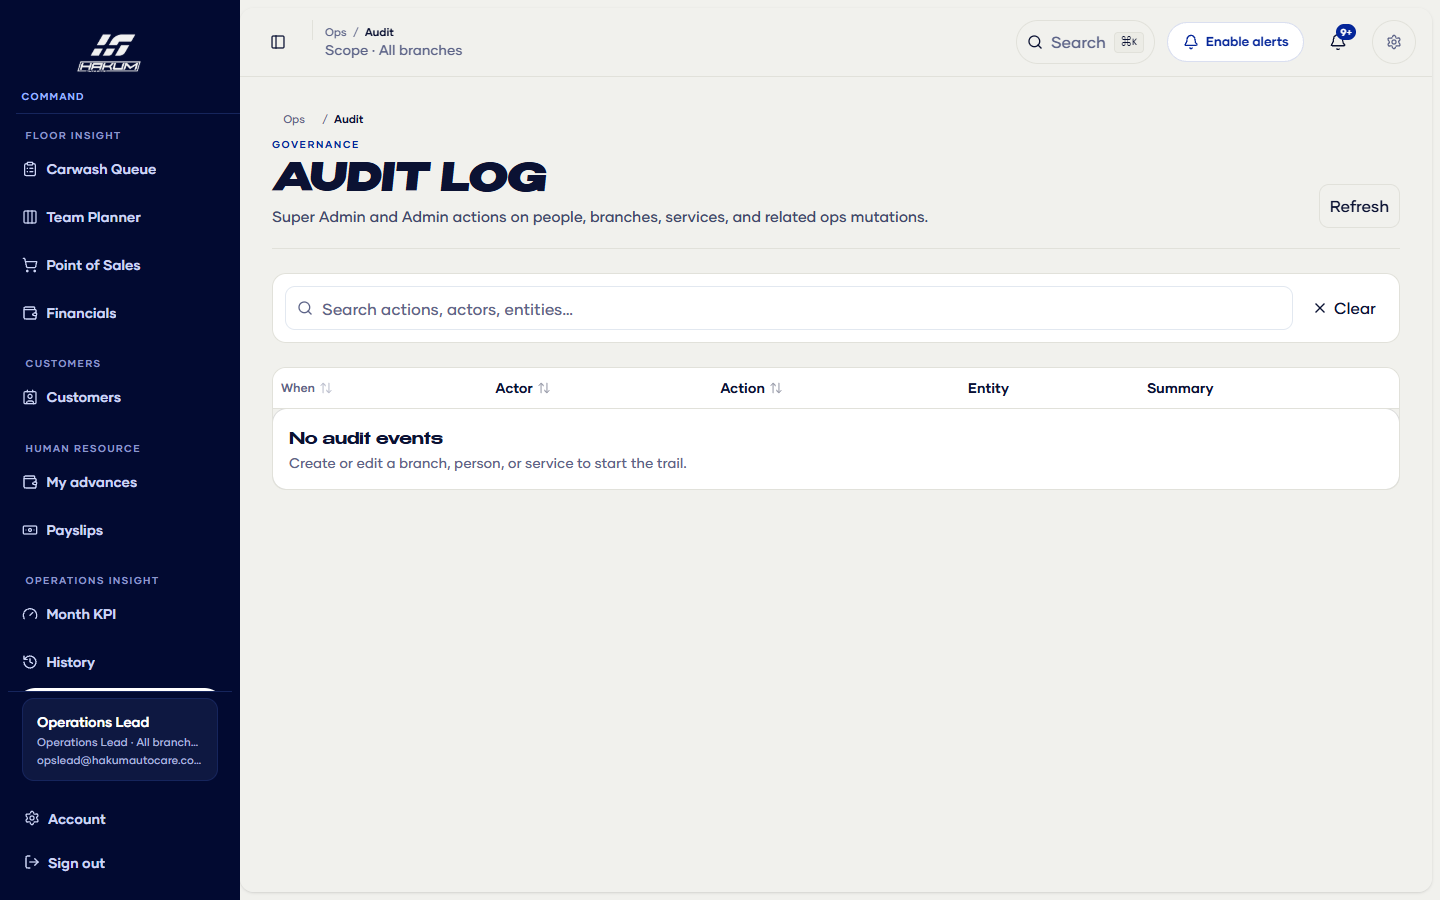 HAKUM
COMMAND
FLOOR INSIGHT
Carwash Queue
Team Planner
Point of Sales
Financials
CUSTOMERS
Customers
HUMAN RESOURCE
My advances
Payslips
OPERATIONS INSIGHT
Month KPI
History
Operations Lead
Operations Lead · All branch...
opslead@hakumautocare.co...
Account
Sign out
Ops / Audit
Scope · All branches
Search ⌘K
Enable alerts
9+
Ops / Audit
GOVERNANCE
AUDIT LOG
Super Admin and Admin actions on people, branches, services, and related ops mutations.
Refresh
Search actions, actors, entities...
Clear
When Actor Action Entity Summary
No audit events
Create or edit a branch, person, or service to start the trail.